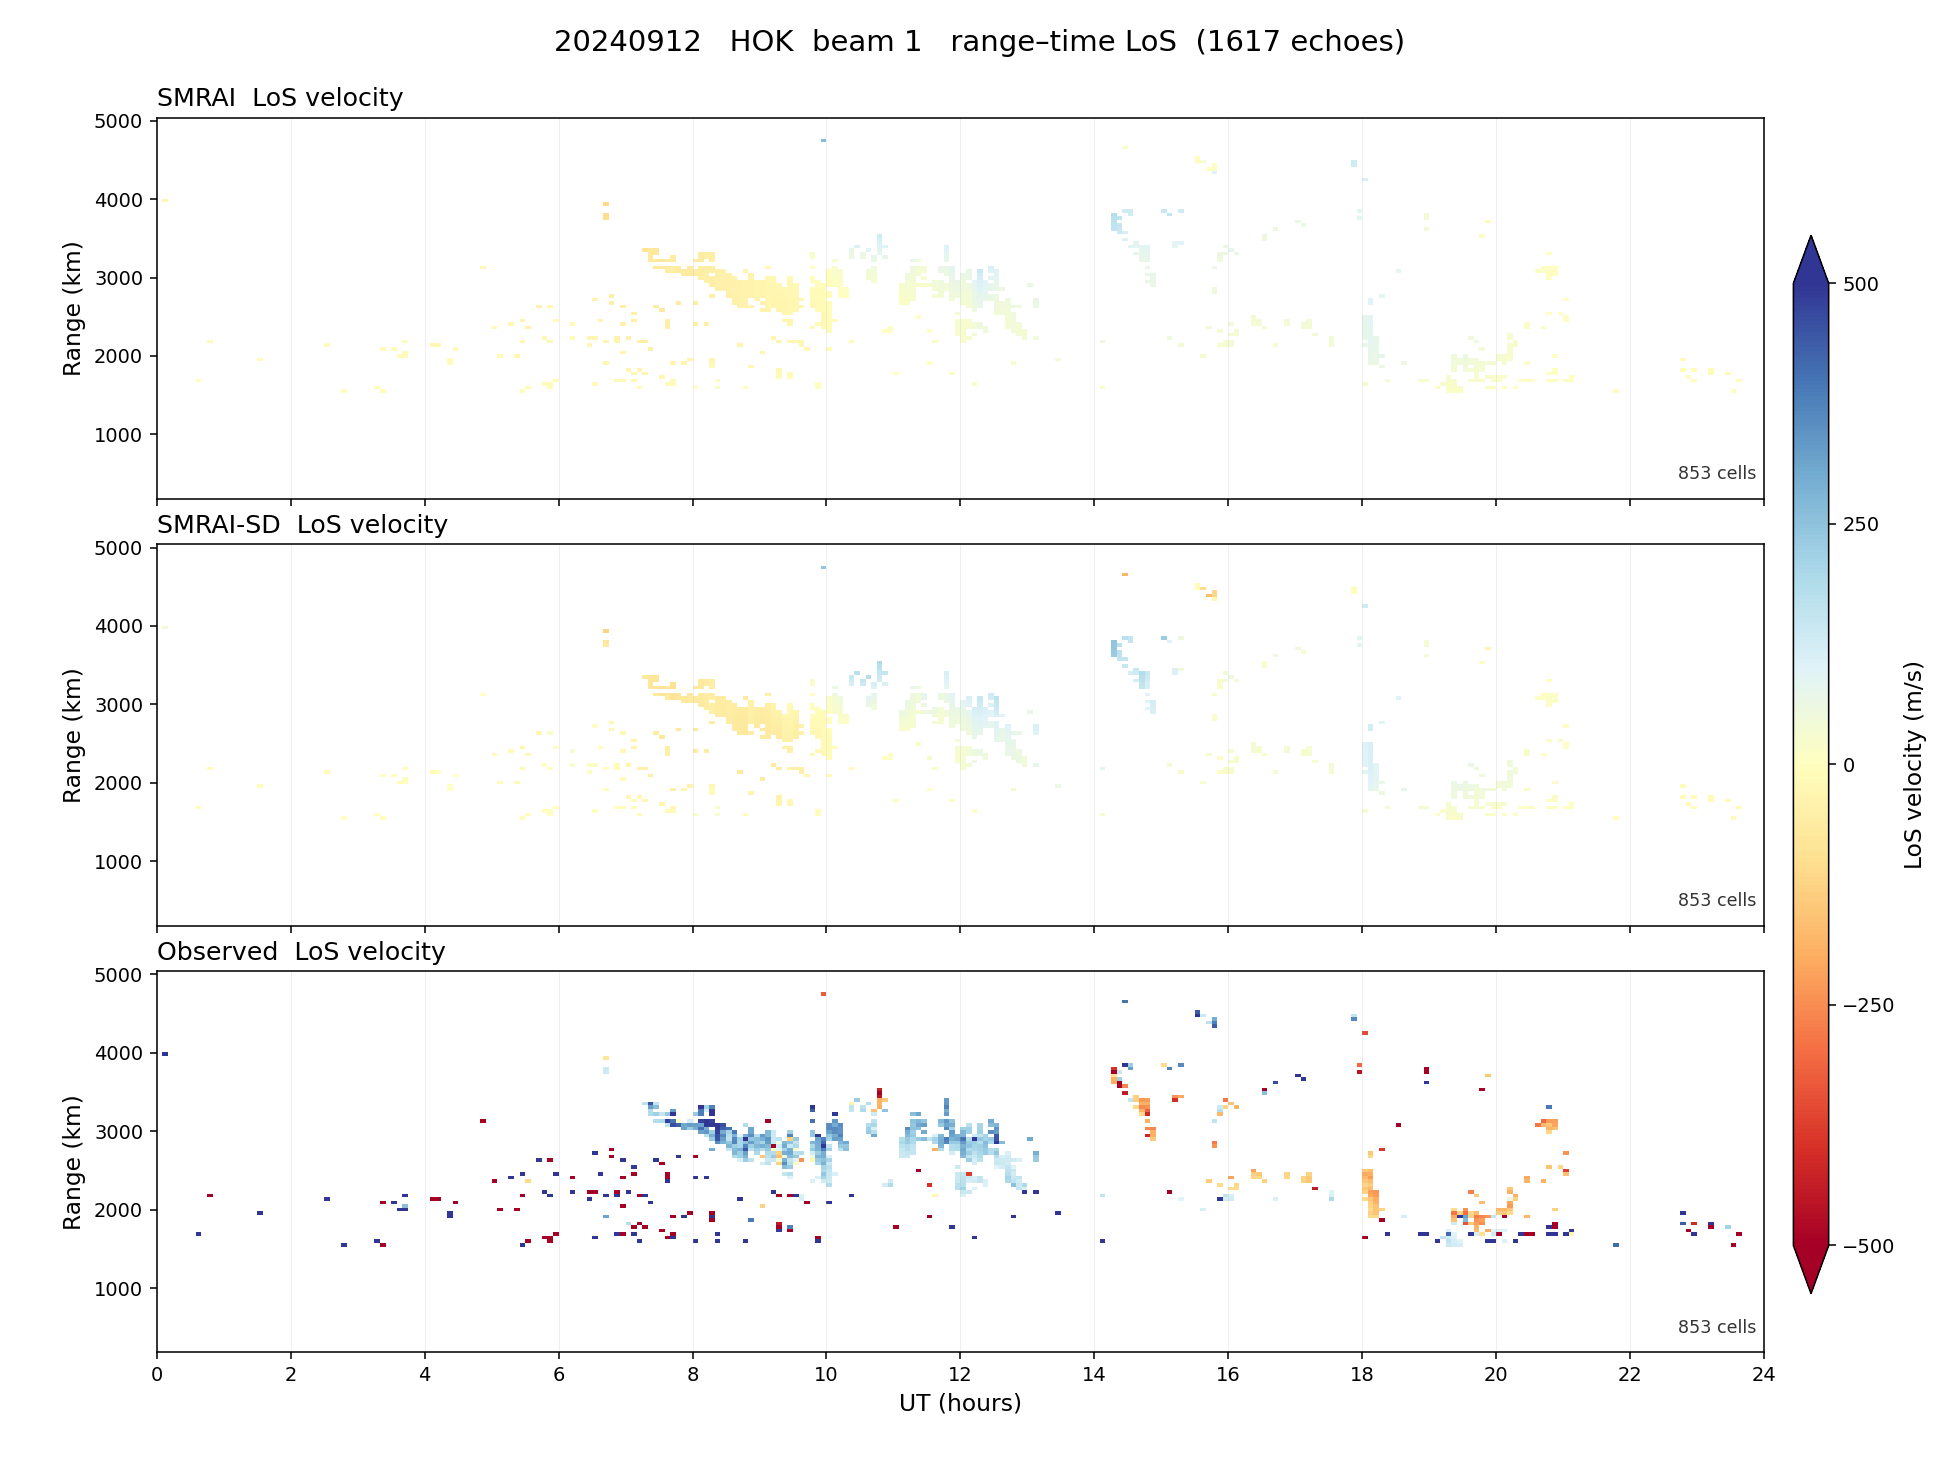 20240912   HOK  beam 1   range–time LoS  (1617 echoes)
SMRAI  LoS velocity
5000
4000
3000
2000
1000
Range (km)
853 cells
SMRAI-SD  LoS velocity
5000
4000
3000
2000
1000
Range (km)
853 cells
Observed  LoS velocity
5000
4000
3000
2000
1000
Range (km)
853 cells
0 2 4 6 8 10 12 14 16 18 20 22 24
UT (hours)
500
250
0
−250
−500
LoS velocity (m/s)